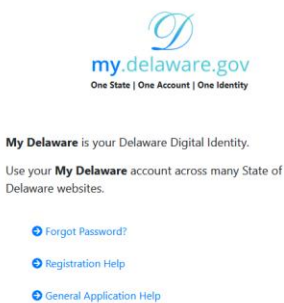 D
my.delaware.gov
One State | One Account | One Identity
My Delaware is your Delaware Digital Identity.
Use your My Delaware account across many State of
Delaware websites.
Forgot Password?
Registration Help
General Application Help